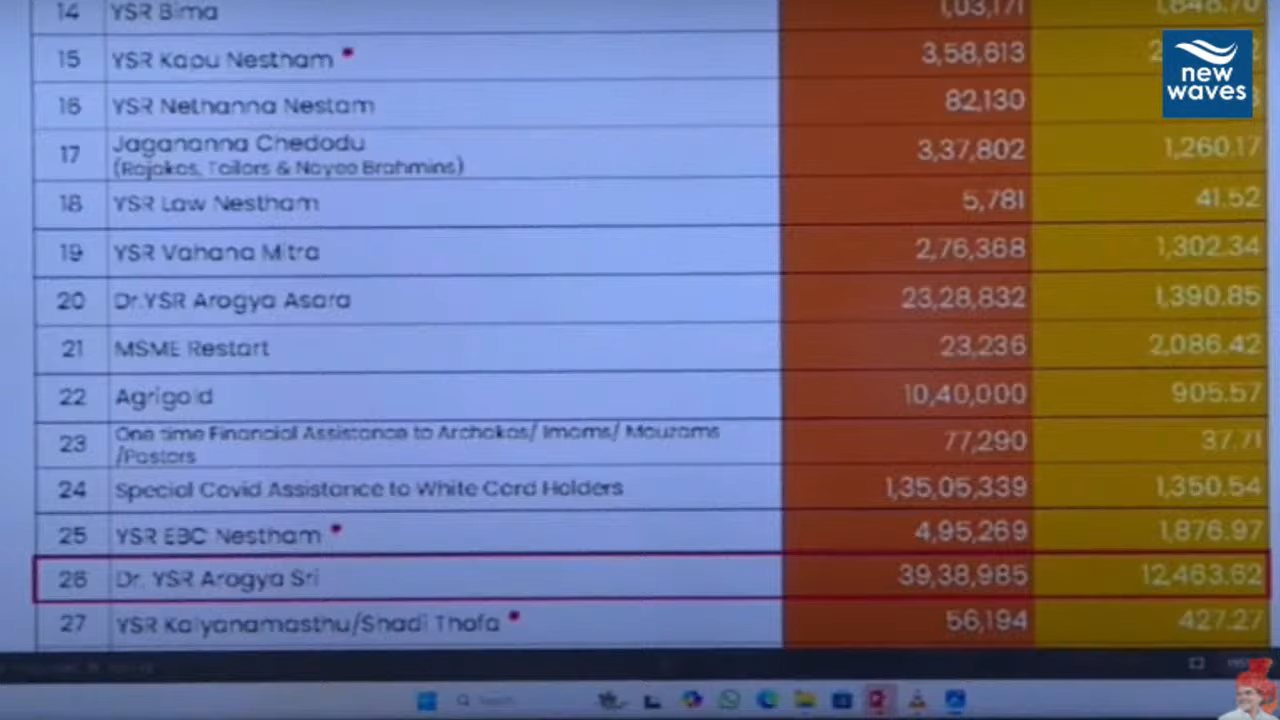 14 YSR Bima 1,03,171 1,848.70
15 YSR Kapu Nestham 3,58,613
16 YSR Nethanna Nestam 82,130
17 Jagananna Chedodu 3,37,802 1,260.17
(Rajakas, Tailors & Nayee Brahmins)
18 YSR Law Nestham 5,781 41.52
19 YSR Vahana Mitra 2,76,368 1,302.34
20 Dr.YSR Arogya Asara 23,28,832 1,390.85
21 MSME Restart 23,236 2,086.42
22 Agrigold 10,40,000 905.57
23 One time Financial Assistance to Archakas/ Imams/ Mouzams 77,290 37.71
/Pastors
24 Special Covid Assistance to White Card Holders 1,35,05,339 1,350.54
25 YSR EBC Nestham 4,95,269 1,876.97
26 Dr. YSR Arogya Sri 39,38,985 12,463.62
27 YSR Kalyanamasthu/Shadi Thofa 56,194 427.27
new
waves
Search